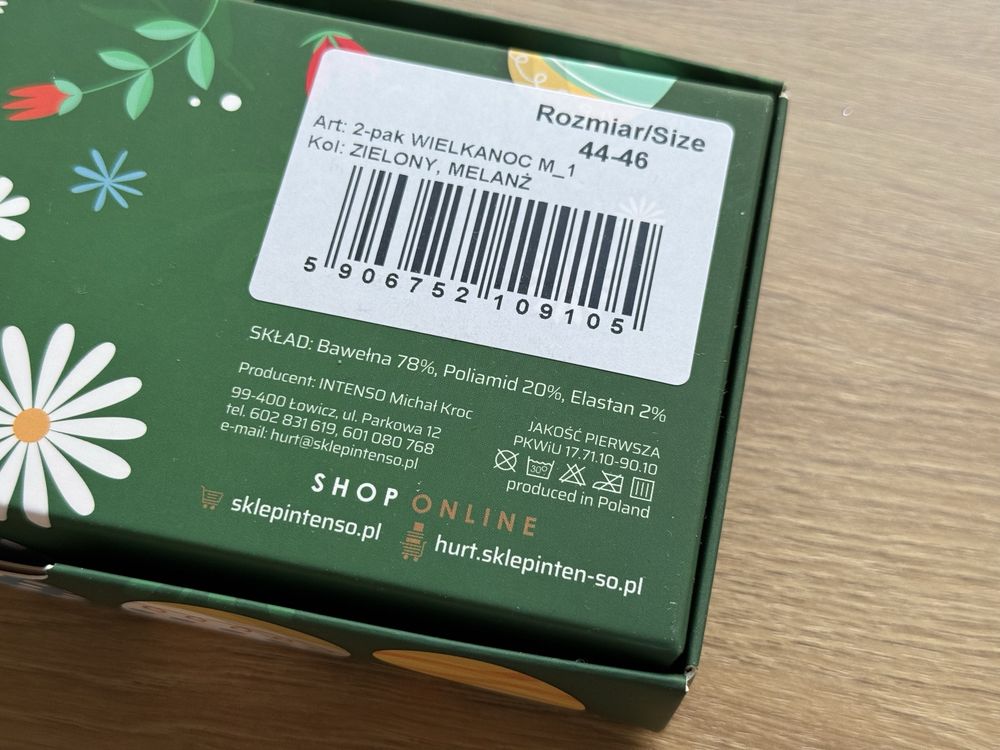 Rozmiar/Size
44-46
Art: 2-pak WIELKANOC M_1
Kol: ZIELONY, MELANŻ
5 906752 109105
SKŁAD: Bawełna 78%, Poliamid 20%, Elastan 2%
Producent: INTENSO Michał Kroc
99-400 Łowicz, ul. Parkowa 12
tel. 602 831 619, 601 080 768
e-mail: hurt@sklepintenso.pl
JAKOŚĆ PIERWSZA
PKWiU 17.71.10-90.10
30°
produced in Poland
SHOP ONLINE
sklepintenso.pl
hurt.sklepinten-so.pl